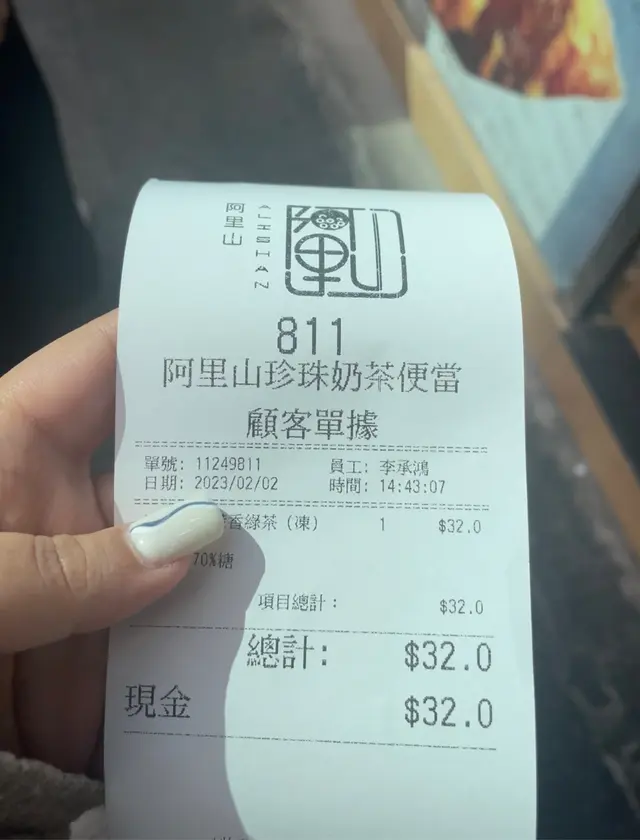 阿里山
ALISHAN
阿里山
811
阿里山珍珠奶茶便當
顧客單據
單號: 11249811 員工: 李承鴻
日期: 2023/02/02 時間: 14:43:07
香綠茶（凍） 1 $32.0
70%糖
項目總計： $32.0
總計: $32.0
現金 $32.0